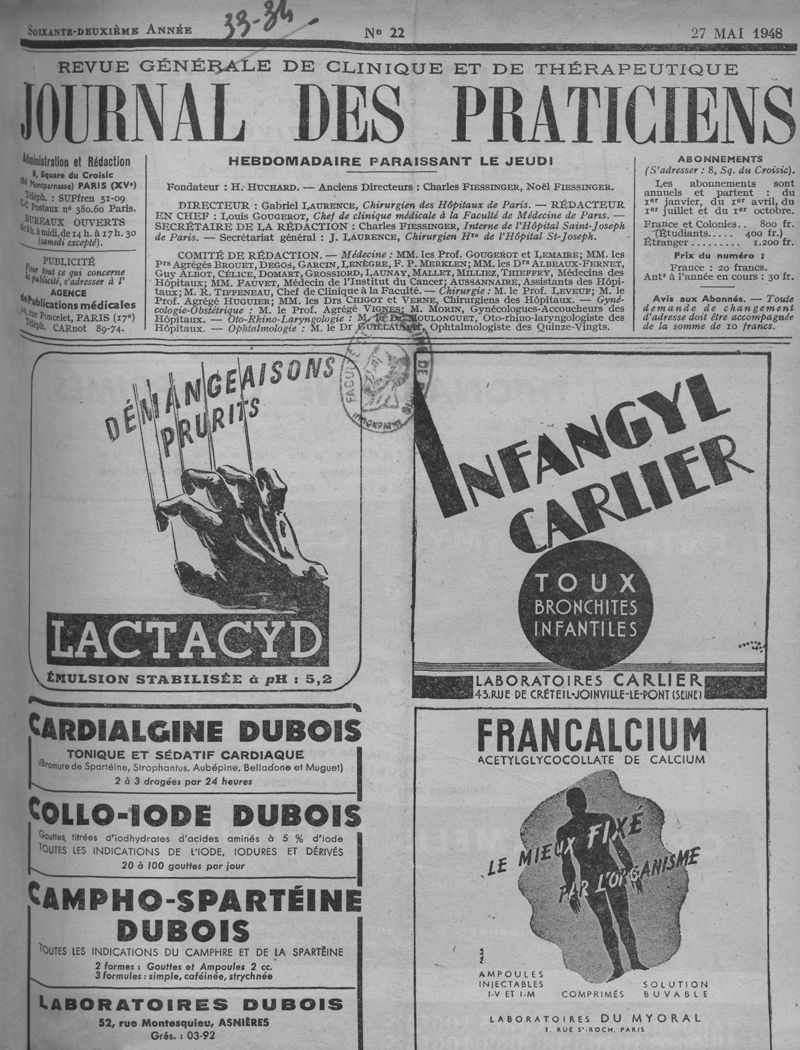 SOIXANTE-DEUXIÈME ANNÉE
33-34
No 22
27 MAI 1948
REVUE GÉNÉRALE DE CLINIQUE ET DE THÉRAPEUTIQUE
JOURNAL DES PRATICIENS
Administration et Rédaction
8, Square du Croisic
(Bd Montparnasse) PARIS (XVe)
Téléph. : SUFfren 51-09
C-C Postaux no 380.60 Paris.
BUREAUX OUVERTS
à midi, de 14 h. à 17 h. 30
(samedi excepté).
PUBLICITÉ
Pour tout ce qui concerne
la publicité, s'adresser à l'
AGENCE
de Publications médicales
rue Poncelet, PARIS (17e)
Téléph. CARnot 89-74.
HEBDOMADAIRE PARAISSANT LE JEUDI
Fondateur : H. HUCHARD. — Anciens Directeurs : Charles FIESSINGER, Noël FIESSINGER.
DIRECTEUR : Gabriel LAURENCE, Chirurgien des Hôpitaux de Paris. — RÉDACTEUR
EN CHEF : Louis GOUGEROT, Chef de clinique médicale à la Faculté de Médecine de Paris. —
SECRÉTAIRE DE LA RÉDACTION : Charles FIESSINGER, Interne de l'Hôpital Saint-Joseph
de Paris. — Secrétariat général : J. LAURENCE, Chirurgien Hre de l'Hôpital St-Joseph.
COMITÉ DE RÉDACTION. — Médecine : MM. les Prof. GOUGEROT et LEMAIRE; MM. les
Prs Agrégés BROUET, DEGOS, GARCIN, LENÈGRE, F. P. MERKLEN; MM. les Drs ALBEAUX-FERNET,
GUY ALBOT, CÉLICE, DOMART, GROSSIORD, LAUNAY, MALLET, MILLIEZ, THIEFFRY, Médecins des
Hôpitaux; MM. FAUVET, Médecin de l'Institut du Cancer; AUSSANNAIRE, Assistants des Hôpi-
taux; M. R. TIFFENEAU, Chef de Clinique à la Faculté. — Chirurgie : M. le Prof. LEVEUF; M. le
Prof. Agrégé HUGUIER; MM. les Drs CHIGOT et VERNE, Chirurgiens des Hôpitaux. — Gyné-
cologie-Obstétrique : M. le Prof. Agrégé VIGNES; M. MORIN, Gynécologues-Accoucheurs des
Hôpitaux. — Oto-Rhino-Laryngologie : M. le Dr MOULONGUET, Oto-rhino-laryngologiste des
Hôpitaux. — Ophtalmologie : M. le Dr GUILLAUMAT, Ophtalmologiste des Quinze-Vingts.
ABONNEMENTS
(S'adresser : 8, Sq. du Croisic).
Les abonnements sont
annuels et partent : du
1er janvier, du 1er avril, du
1er juillet et du 1er octobre.
France et Colonies.. 800 fr.
(Étudiants..... 400 fr.)
Étranger ......... 1.200 fr.
Prix du numéro :
France : 20 francs.
Antr à l'année en cours : 30 fr.
Avis aux Abonnés. — Toute
demande de changement
d'adresse doit être accompagnée
de la somme de 10 francs.
FACULTÉ DE
DÉMANGEAISONS
PRURITS
LACTACYD
ÉMULSION STABILISÉE à pH : 5,2
INFANGYL
CARLIER
TOUX
BRONCHITES
INFANTILES
LABORATOIRES CARLIER
43, RUE DE CRÉTEIL-JOINVILLE-LE-PONT (SEINE)
CARDIALGINE DUBOIS
TONIQUE ET SÉDATIF CARDIAQUE
(Bromure de Spartéine, Strophantus, Aubépine, Belladone et Muguet)
2 à 3 dragées par 24 heures
COLLO-IODE DUBOIS
Gouttes, titrées d'iodhydrates d'acides aminés à 5 % d'iode
TOUTES LES INDICATIONS DE L'IODE, IODURES ET DÉRIVÉS
20 à 100 gouttes par jour
CAMPHO-SPARTÉINE
DUBOIS
TOUTES LES INDICATIONS DU CAMPHRE ET DE LA SPARTÉINE
2 formes : Gouttes et Ampoules 2 cc.
3 formules : simple, caféinée, strychnée
LABORATOIRES DUBOIS
52, rue Montesquieu, ASNIÈRES
Grés. : 03-92
FRANCALCIUM
ACETYLGLYCOCOLLATE DE CALCIUM
LE MIEUX FIXÉ
PAR L'ORGANISME
AMPOULES
INJECTABLES
I-V ET I-M
COMPRIMÉS
SOLUTION
BUVABLE
LABORATOIRES DU MYORAL
3, RUE ST-ROCH, PARIS